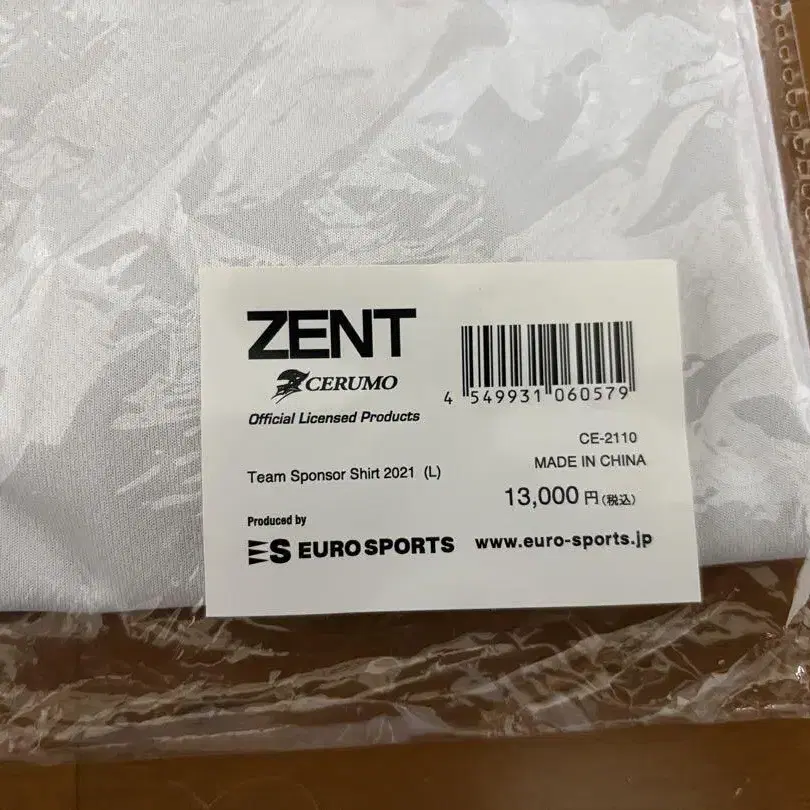 ZENT
CERUMO
Official Licensed Products
4 549931 060579
CE-2110
MADE IN CHINA
Team Sponsor Shirt 2021 (L)
13,000円(税込)
Produced by
ES EURO SPORTS
www.euro-sports.jp